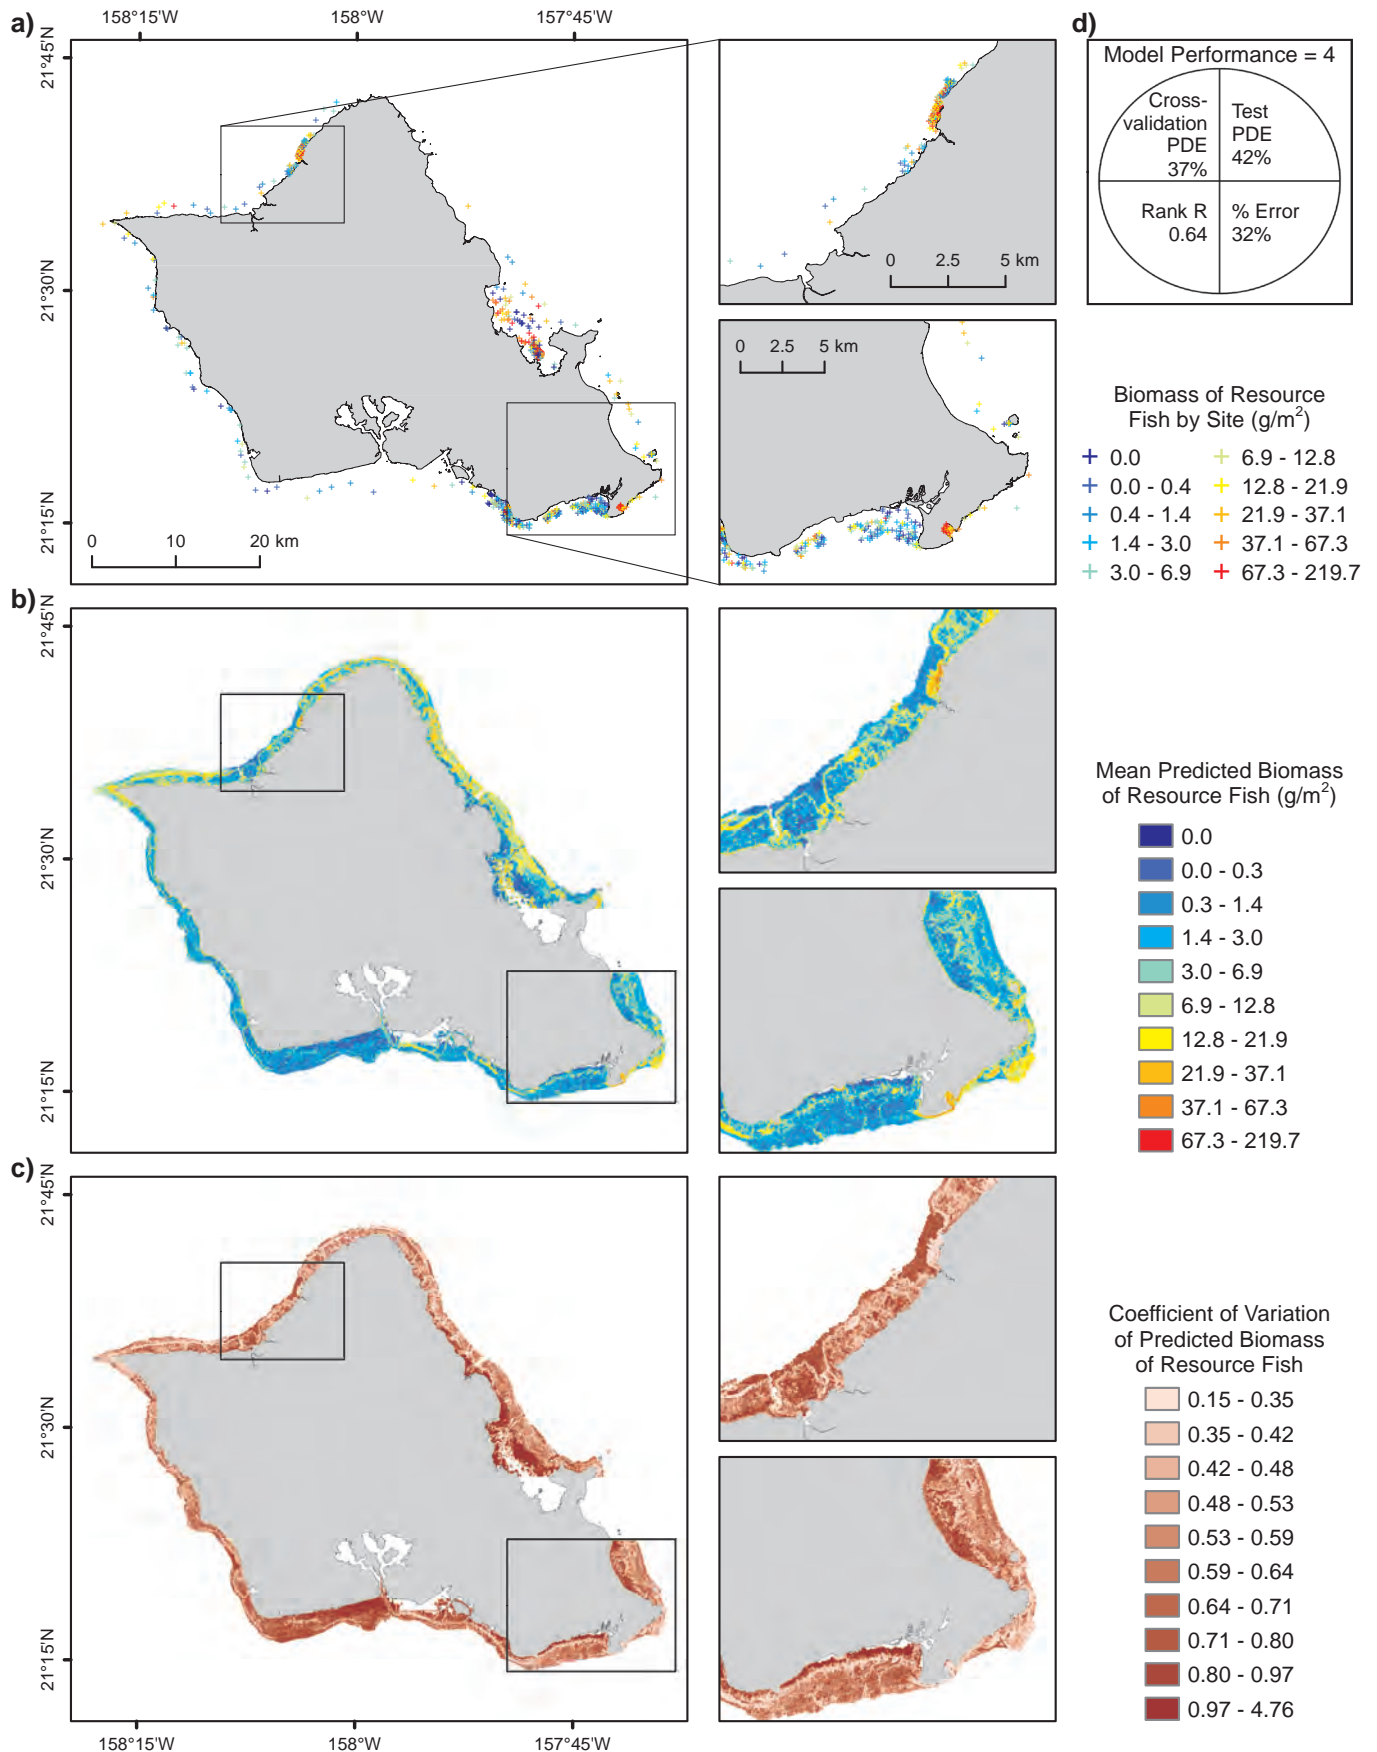 a)
158°15'W 158°W 157°45'W
21°45'N
21°30'N
21°15'N
0 10 20 km
0 2.5 5 km
0 2.5 5 km
d)
Model Performance = 4
Cross-
validation
PDE
37%
Test
PDE
42%
Rank R
0.64
% Error
32%
Biomass of Resource
Fish by Site (g/m²)
0.0
0.0 - 0.4
0.4 - 1.4
1.4 - 3.0
3.0 - 6.9
6.9 - 12.8
12.8 - 21.9
21.9 - 37.1
37.1 - 67.3
67.3 - 219.7
b)
21°45'N
21°30'N
21°15'N
Mean Predicted Biomass
of Resource Fish (g/m²)
0.0
0.0 - 0.3
0.3 - 1.4
1.4 - 3.0
3.0 - 6.9
6.9 - 12.8
12.8 - 21.9
21.9 - 37.1
37.1 - 67.3
67.3 - 219.7
c)
21°45'N
21°30'N
21°15'N
158°15'W 158°W 157°45'W
Coefficient of Variation
of Predicted Biomass
of Resource Fish
0.15 - 0.35
0.35 - 0.42
0.42 - 0.48
0.48 - 0.53
0.53 - 0.59
0.59 - 0.64
0.64 - 0.71
0.71 - 0.80
0.80 - 0.97
0.97 - 4.76